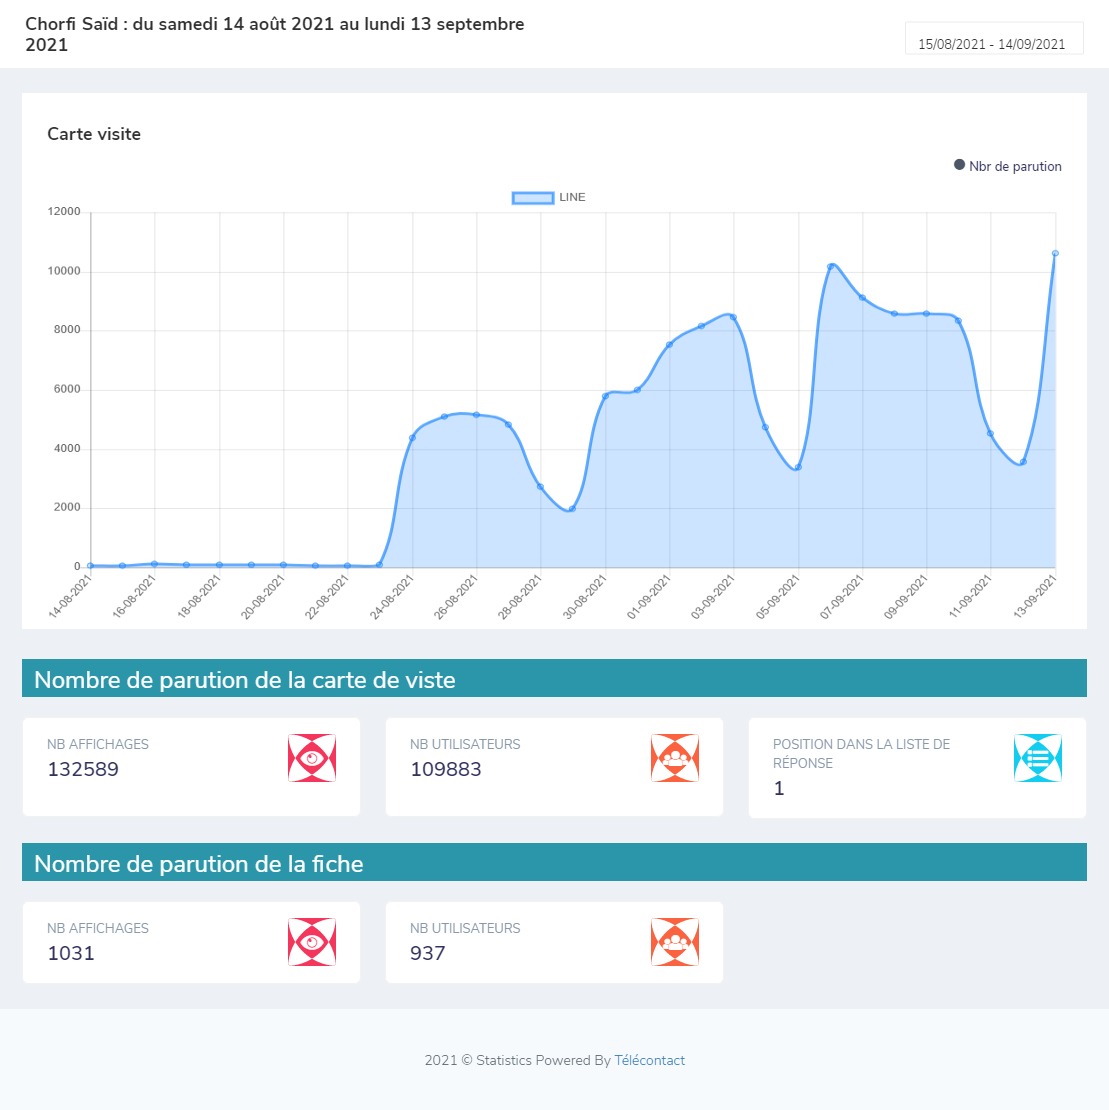 Chorfi Saïd : du samedi 14 août 2021 au lundi 13 septembre
2021
15/08/2021 - 14/09/2021
Carte visite
Nbr de parution
LINE
12000
10000
8000
6000
4000
2000
0
14-08-2021
16-08-2021
18-08-2021
20-08-2021
22-08-2021
24-08-2021
26-08-2021
28-08-2021
30-08-2021
01-09-2021
03-09-2021
05-09-2021
07-09-2021
09-09-2021
11-09-2021
13-09-2021
Nombre de parution de la carte de viste
NB AFFICHAGES
132589
NB UTILISATEURS
109883
POSITION DANS LA LISTE DE
RÉPONSE
1
Nombre de parution de la fiche
NB AFFICHAGES
1031
NB UTILISATEURS
937
2021 © Statistics Powered By Télécontact